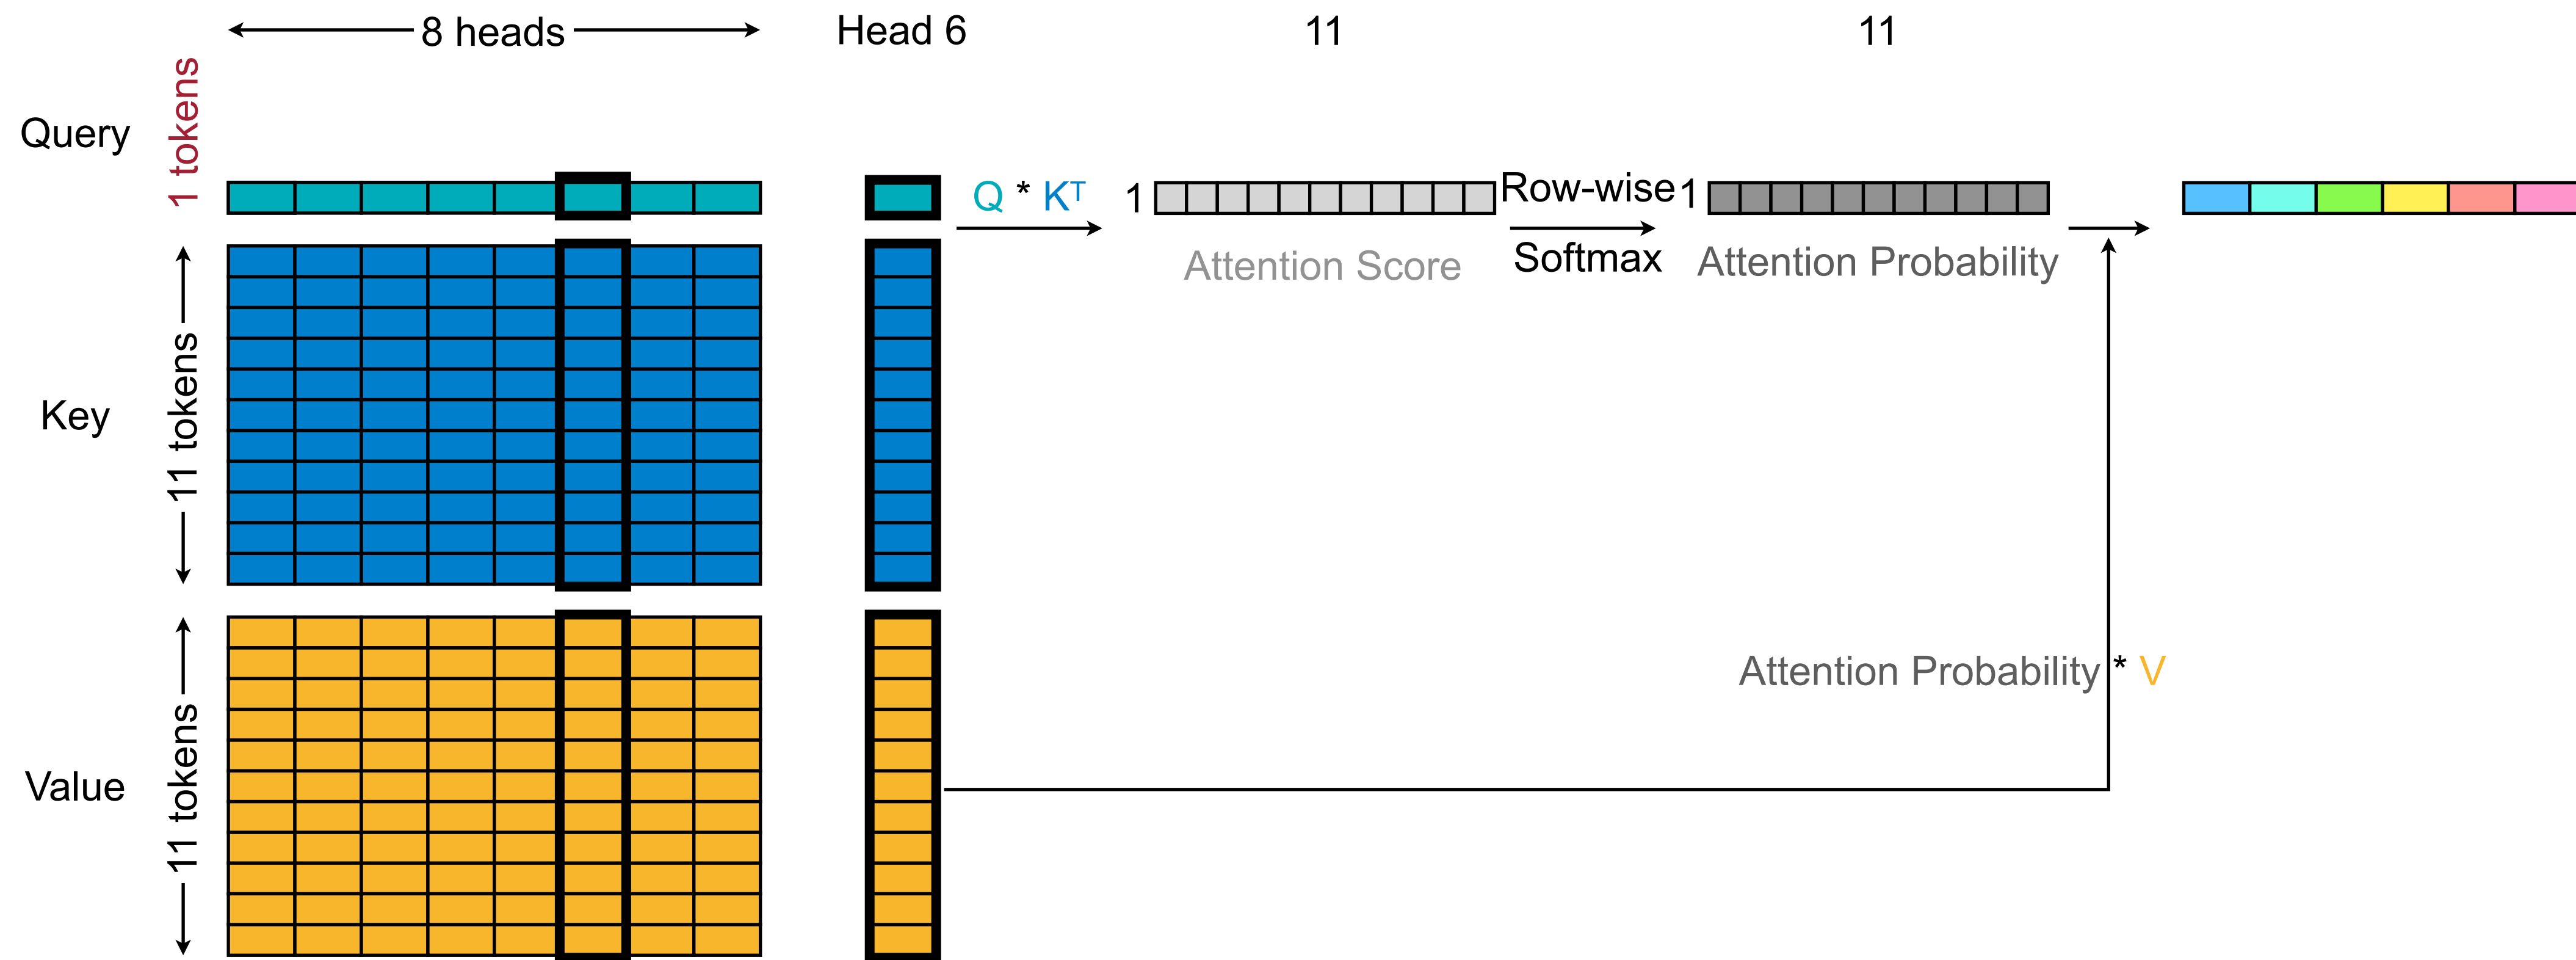 8 heads
Head 6
11
11
Query
1 tokens
Q * Kᵀ
1
Row-wise
1
Softmax
Attention Score
Attention Probability
Key
11 tokens
Attention Probability * V
Value
11 tokens